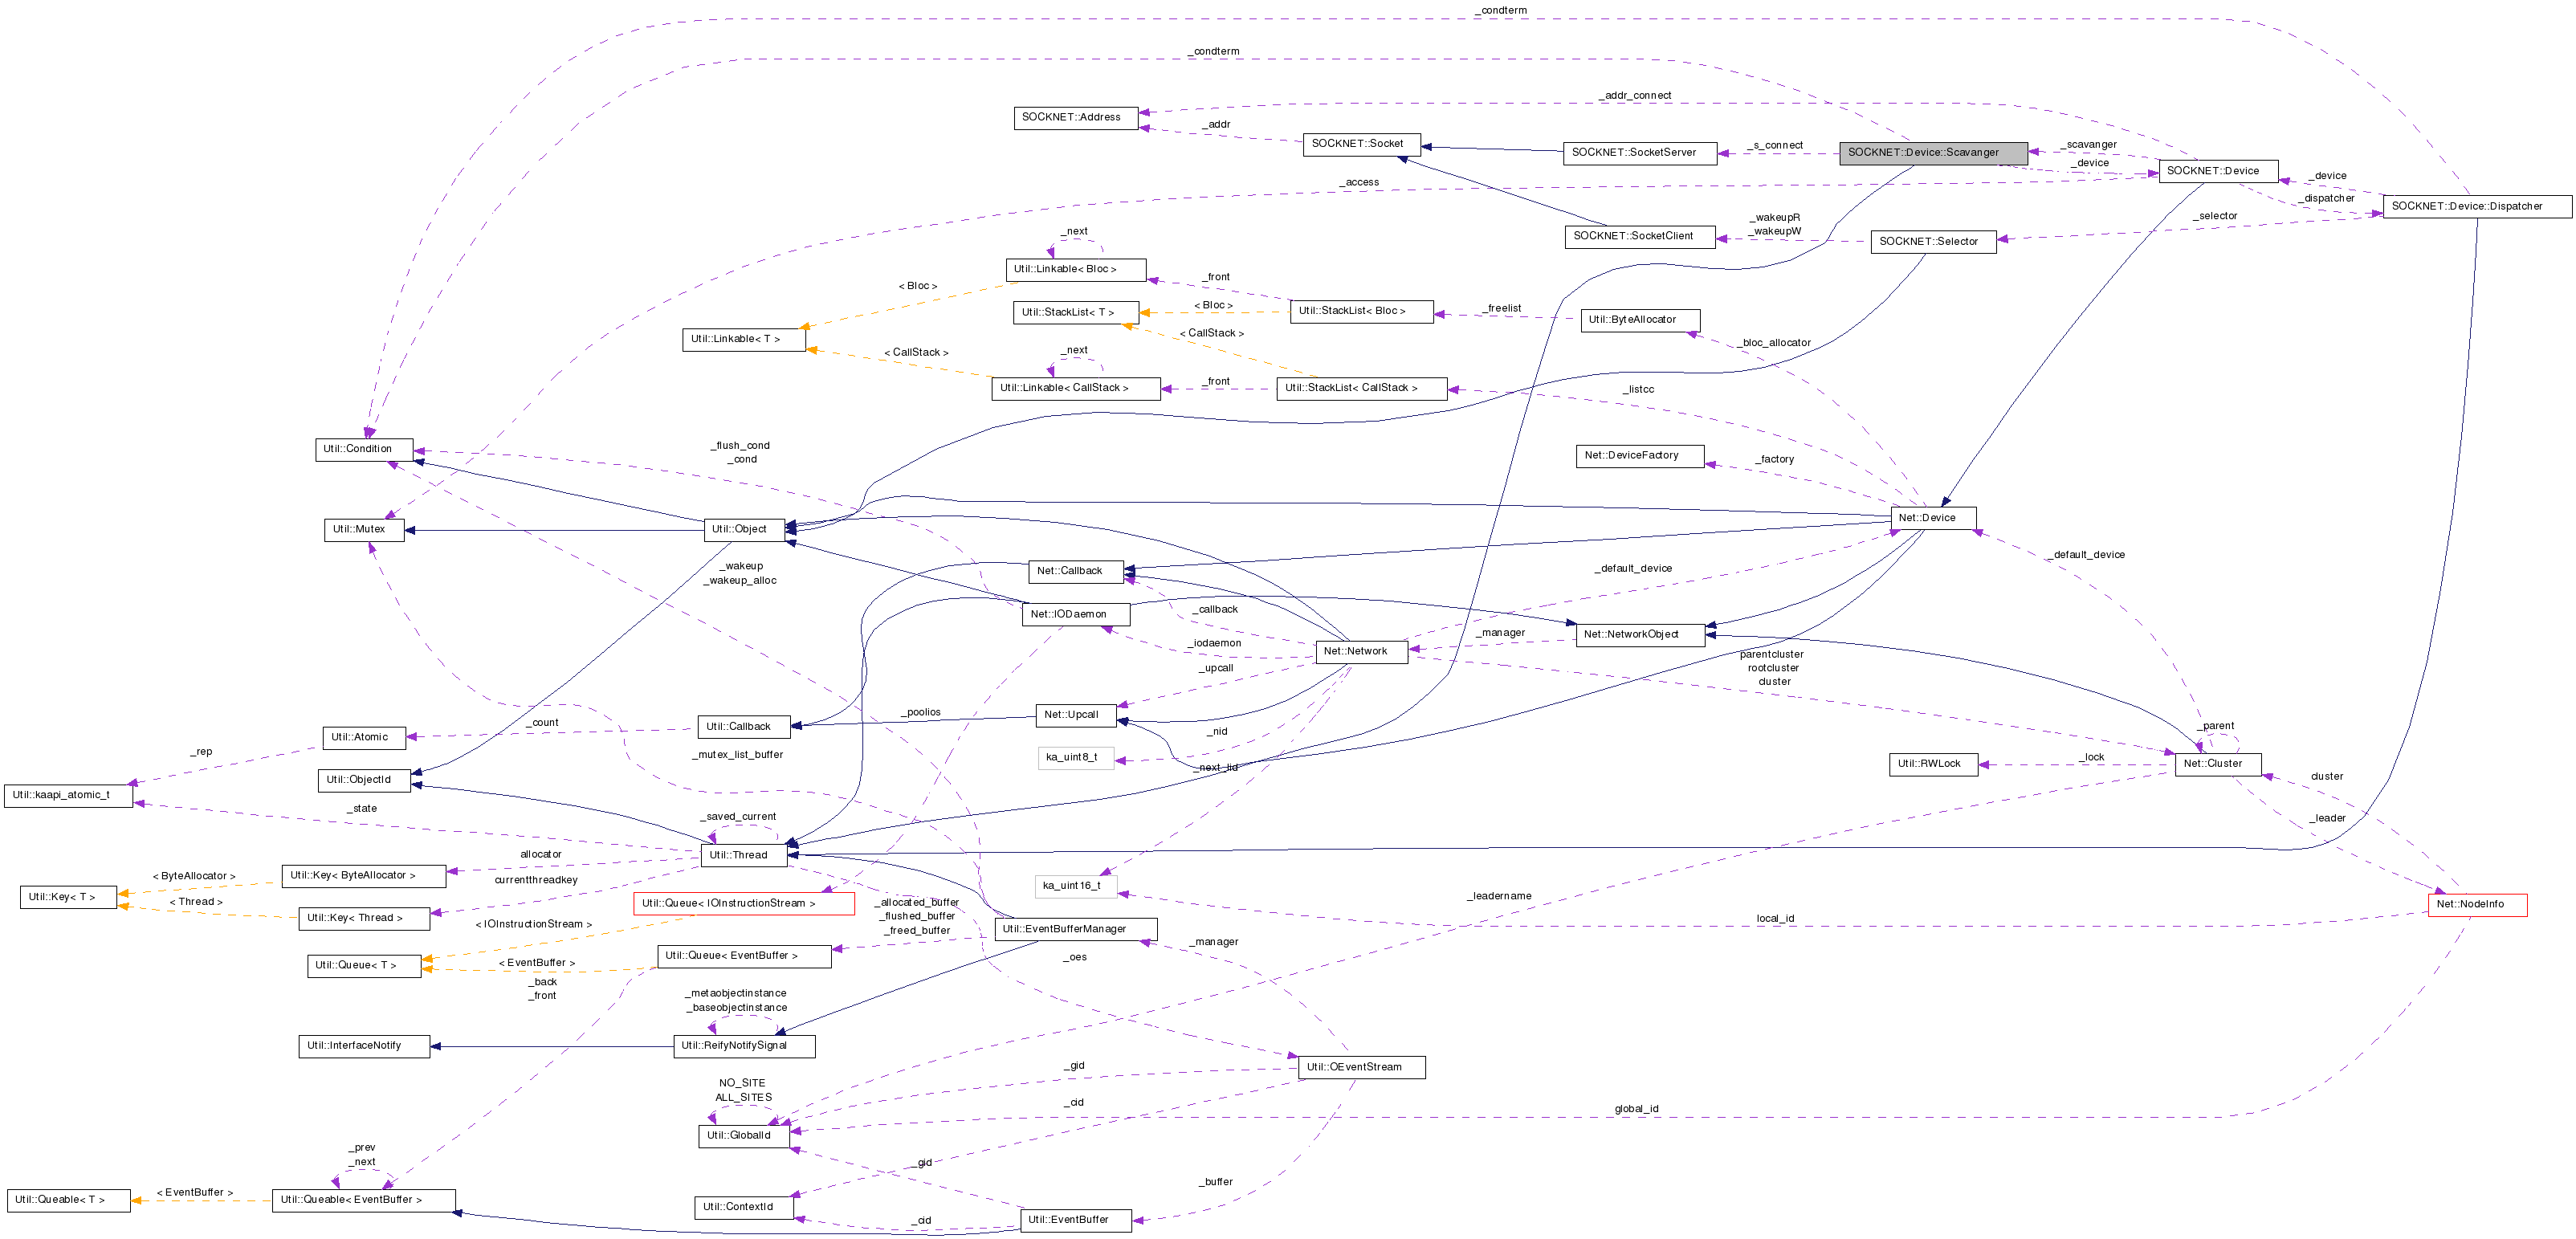 _condterm
_condterm
_addr_connect
SOCKNET::Address
_addr
SOCKNET::Socket
SOCKNET::SocketServer
_s_connect
SOCKNET::Device::Scavanger
_scavanger
_device
SOCKNET::Device
_device
_dispatcher
SOCKNET::Device::Dispatcher
_access
_selector
_wakeupR
_wakeupW
SOCKNET::SocketClient
SOCKNET::Selector
_next
Util::Linkable< Bloc >
_front
< Bloc >
< Bloc >
Util::StackList< T >
Util::StackList< Bloc >
_freelist
Util::ByteAllocator
Util::Linkable< T >
< CallStack >
< CallStack >
_next
_bloc_allocator
Util::Linkable< CallStack >
_front
Util::StackList< CallStack >
_listcc
Util::Condition
_flush_cond
_cond
Net::DeviceFactory
_factory
Util::Mutex
Util::Object
Net::Device
_wakeup
_wakeup_alloc
Net::Callback
_default_device
_default_device
Net::IODaemon
_callback
_iodaemon
_upcall
Net::Network
_manager
Net::NetworkObject
parentcluster
rootcluster
cluster
_poolios
Net::Upcall
Util::Callback
_count
Util::Atomic
_rep
_nid
_parent
ka_uint8_t
_mutex_list_buffer
_next_lid
Util::RWLock
_lock
Net::Cluster
cluster
Util::ObjectId
Util::kaapi_atomic_t
_state
_saved_current
_leader
Util::Thread
allocator
currentthreadkey
< ByteAllocator >
Util::Key< ByteAllocator >
Util::Key< T >
< Thread >
Util::Key< Thread >
ka_uint16_t
_leadername
Util::Queue< IOInstructionStream >
_allocated_buffer
_flushed_buffer
_freed_buffer
Net::NodeInfo
local_id
< IOInstructionStream >
Util::EventBufferManager
_manager
Util::Queue< T >
< EventBuffer >
Util::Queue< EventBuffer >
_oes
_back
_front
_metaobjectinstance
_baseobjectinstance
Util::InterfaceNotify
Util::ReifyNotifySignal
Util::OEventStream
_gid
NO_SITE
ALL_SITES
_cid
global_id
Util::GlobalId
_prev
_next
_gid
_buffer
Util::Queable< T >
< EventBuffer >
Util::Queable< EventBuffer >
Util::ContextId
_cid
Util::EventBuffer